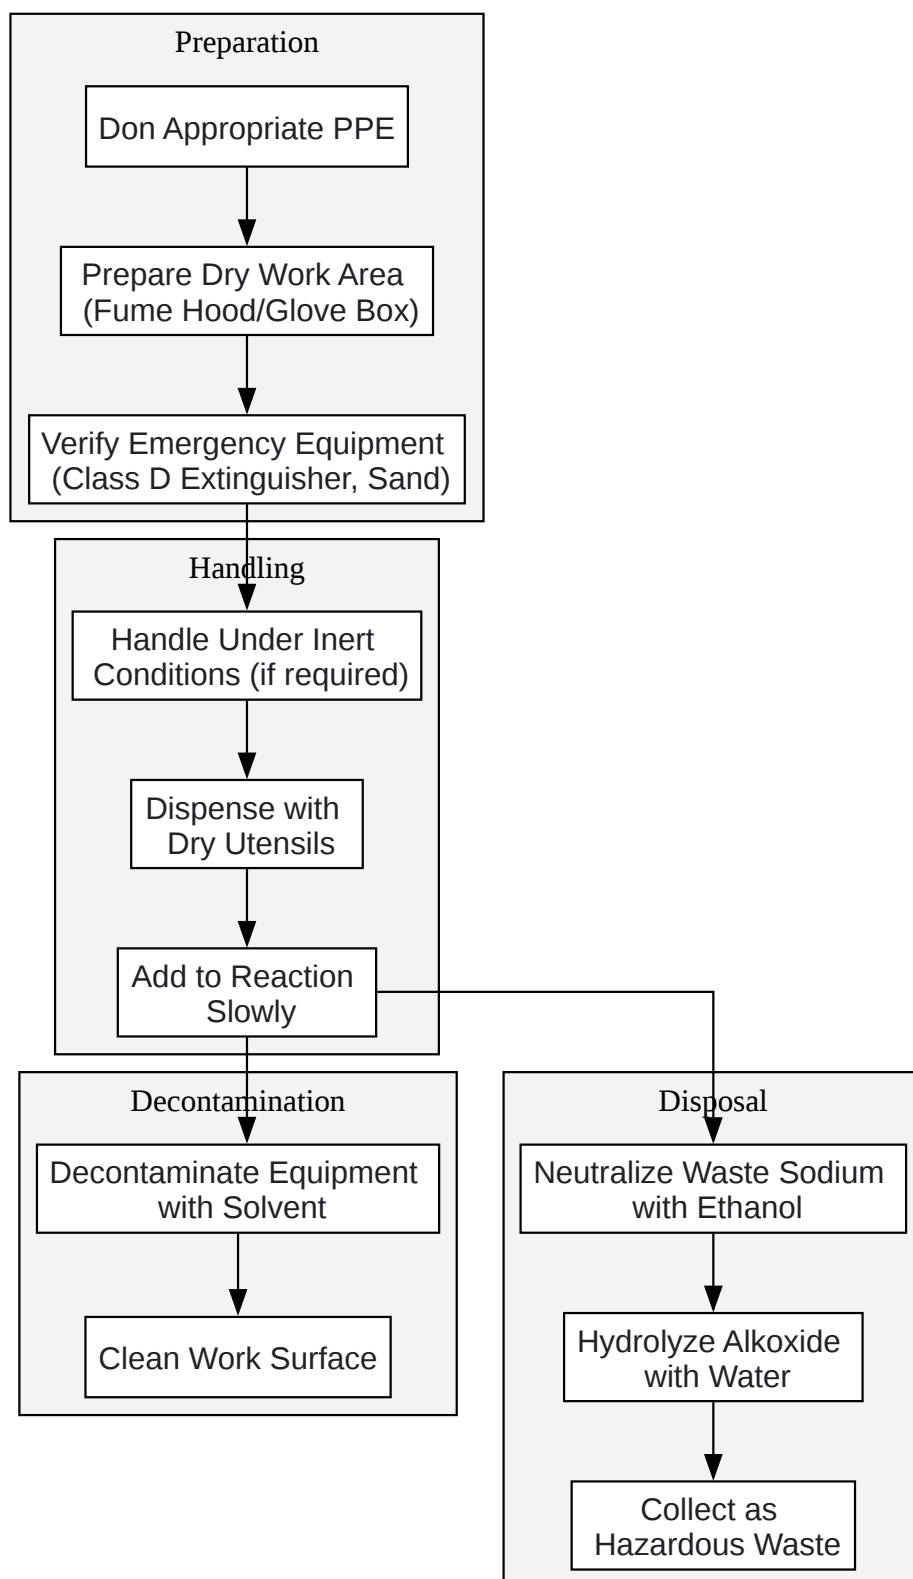 Preparation
Don Appropriate PPE
Prepare Dry Work Area
(Fume Hood/Glove Box)
Verify Emergency Equipment
(Class D Extinguisher, Sand)
Handling
Handle Under Inert
Conditions (if required)
Dispense with
Dry Utensils
Add to Reaction
Slowly
Decontamination
Decontaminate Equipment
with Solvent
Clean Work Surface
Disposal
Neutralize Waste Sodium
with Ethanol
Hydrolyze Alkoxide
with Water
Collect as
Hazardous Waste